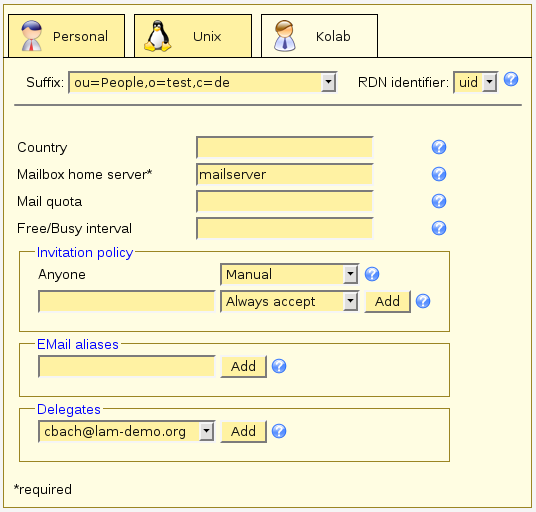 Personal Unix Kolab
Suffix: ou=People,o=test,c=de RDN identifier: uid
Country
Mailbox home server* mailserver
Mail quota
Free/Busy interval
Invitation policy
Anyone Manual
Always accept Add
EMail aliases
Add
Delegates
cbach@lam-demo.org Add
*required